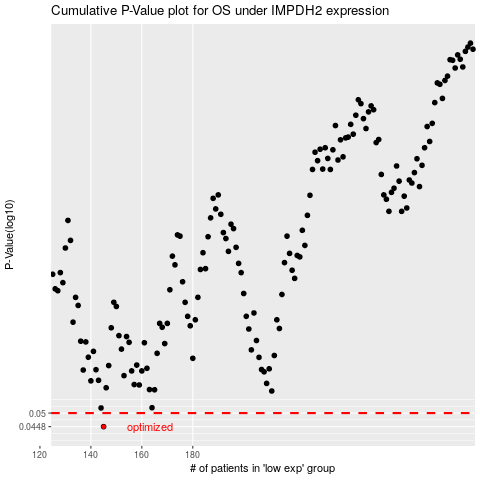 Cumulative P-Value plot for OS under IMPDH2 expression
P-Value(log10)
0.05
0.0448
optimized
120 140 160 180
# of patients in 'low exp' group